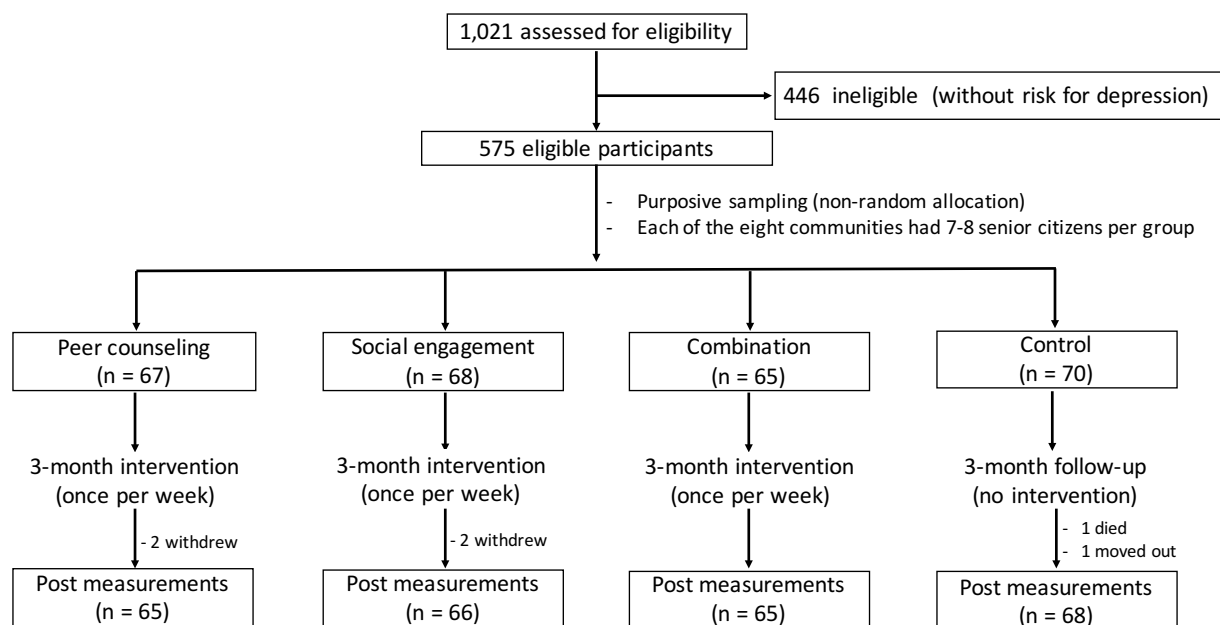 1,021 assessed for eligibility
446 ineligible (without risk for depression)
575 eligible participants
- Purposive sampling (non-random allocation)
- Each of the eight communities had 7-8 senior citizens per group
Peer counseling
(n = 67)
Social engagement
(n = 68)
Combination
(n = 65)
Control
(n = 70)
3-month intervention
(once per week)
3-month intervention
(once per week)
3-month intervention
(once per week)
3-month follow-up
(no intervention)
- 2 withdrew
- 2 withdrew
- 1 died
- 1 moved out
Post measurements
(n = 65)
Post measurements
(n = 66)
Post measurements
(n = 65)
Post measurements
(n = 68)